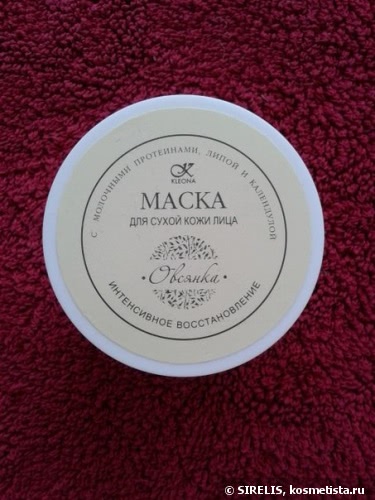 С МОЛОЧНЫМИ ПРОТЕИНАМИ, ЛИПОЙ И КАЛЕНДУЛОЙ
K
KLEONA
МАСКА
ДЛЯ СУХОЙ КОЖИ ЛИЦА
• Овсянка •
ИНТЕНСИВНОЕ ВОССТАНОВЛЕНИЕ
© SIRELIS, kosmetista.ru